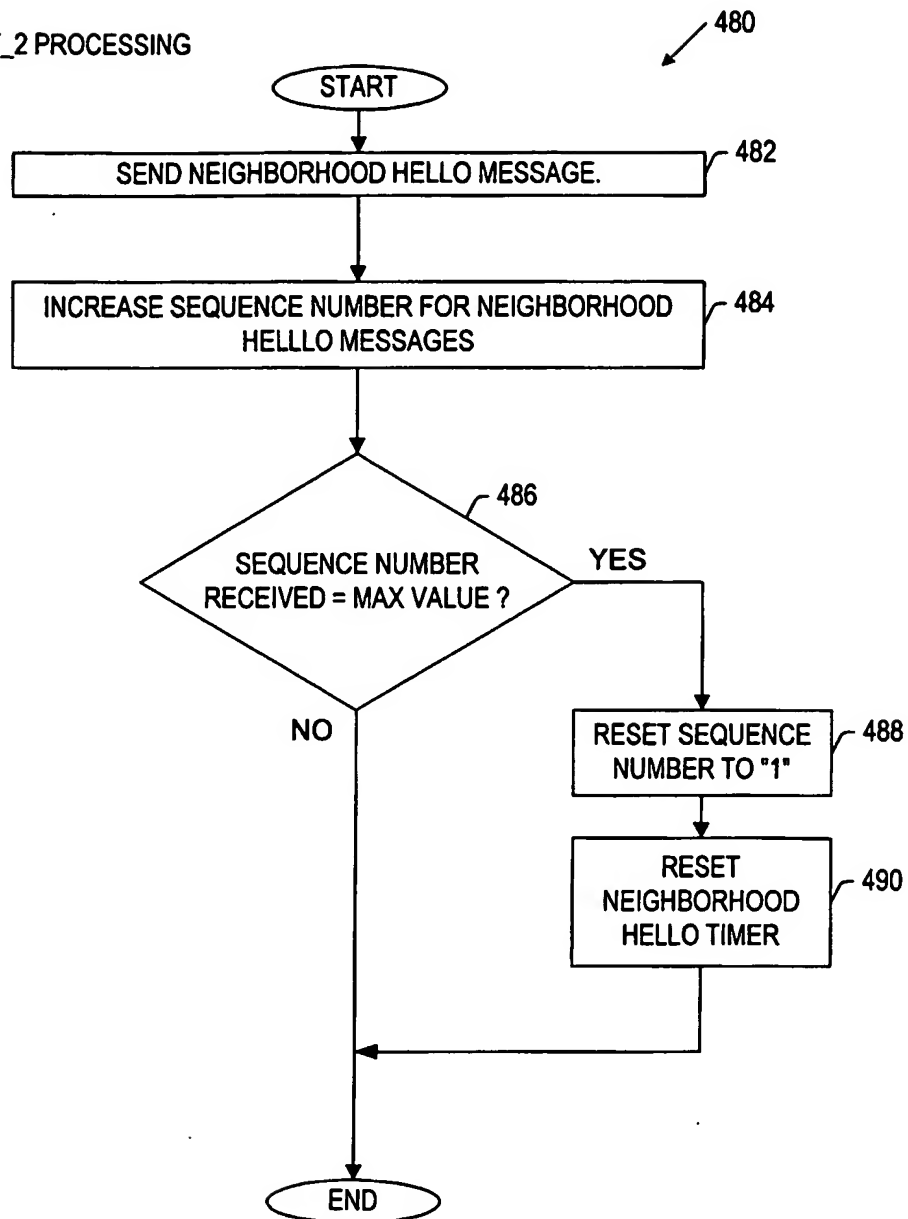 480
_2 PROCESSING
START
482
SEND NEIGHBORHOOD HELLO MESSAGE.
484
INCREASE SEQUENCE NUMBER FOR NEIGHBORHOOD
HELLLO MESSAGES
486
SEQUENCE NUMBER
RECEIVED = MAX VALUE ?
YES
NO
488
RESET SEQUENCE
NUMBER TO "1"
490
RESET
NEIGHBORHOOD
HELLO TIMER
END